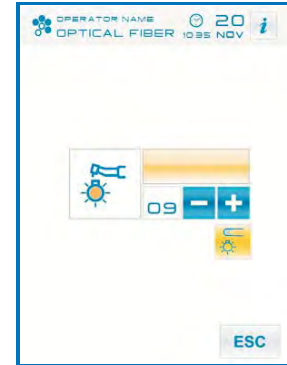 OPERATOR NAME
OPTICAL FIBER
10:35
20
NOV
i
09
- +
ESC